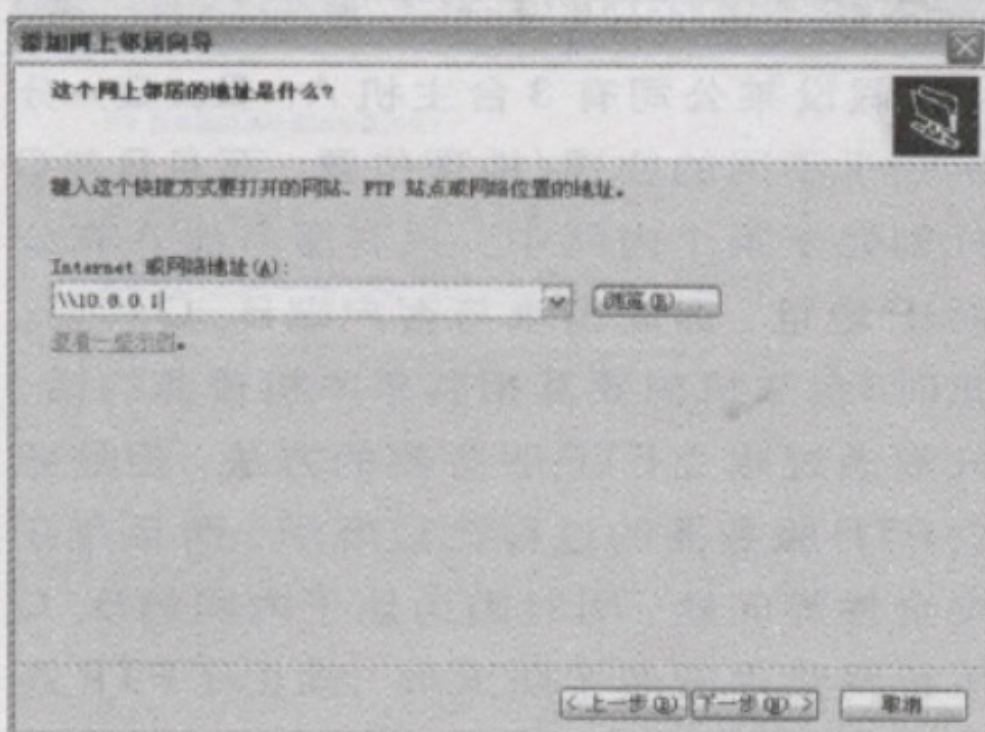 添加网上邻居向导
这个网上邻居的地址是什么?
键入这个快捷方式要打开的网站、FTP 站点或网络位置的地址。
Internet 或网络地址(A):
\\10.8.0.1
浏览(R)...
查看一些示例。
< 上一步(B)
下一步(N) >
取消